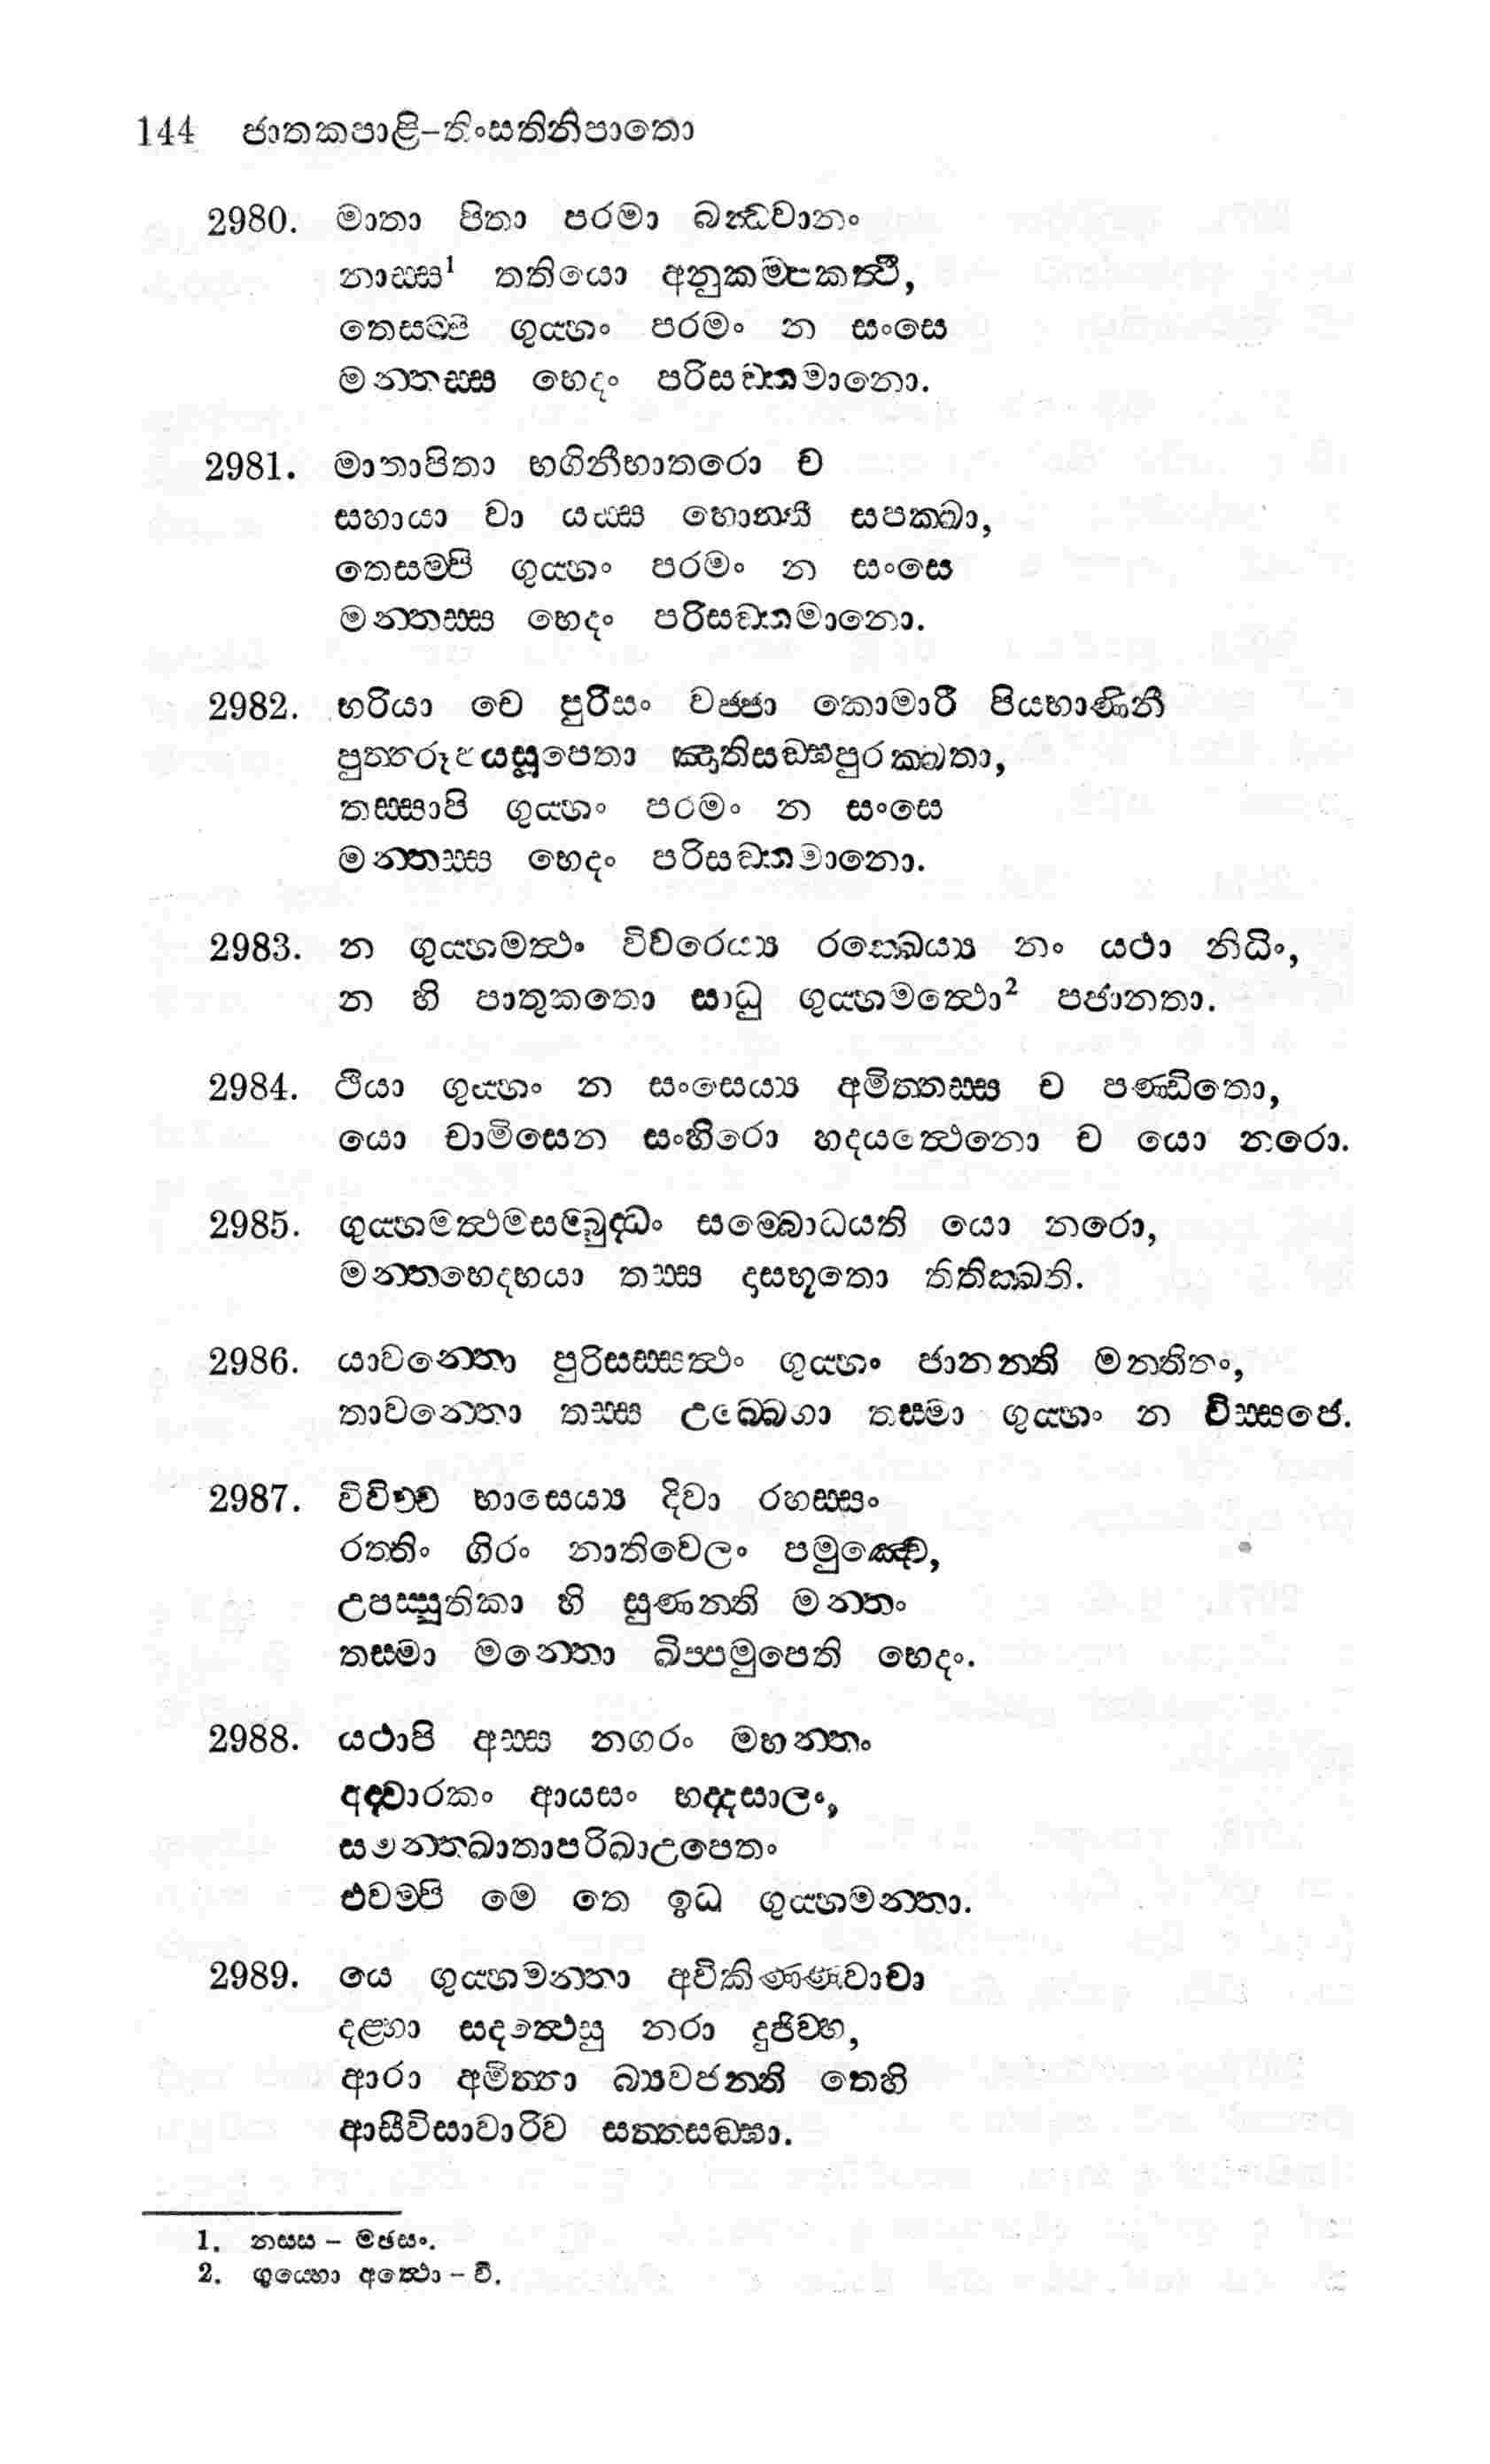 144 ජාතකපාළි-තිංසතිනිපාතො
2980. මාතා පිතා පරමා බන්ධවානං
නාස්ස¹ තතියො අනුකම්පකත්ථි,
තෙසම්පි ගුය්හං පරමං න සංසෙ
මන්තස්ස භෙදං පරිසඞ්කමානො.
2981. මාතාපිතා භගිනීභාතරො ච
සහායා වා යස්ස හොන්ති සපක්ඛා,
තෙසම්පි ගුය්හං පරමං න සංසෙ
මන්තස්ස භෙදං පරිසඞ්කමානො.
2982. භරියා චෙ පුරිසං වජ්ජා කොමාරී පියභාණිනී
පුත්තරූපයසූපෙතා ඤාතිසඞ්ඝපුරක්ඛතා,
තස්සාපි ගුය්හං පරමං න සංසෙ
මන්තස්ස භෙදං පරිසඞ්කමානො.
2983. න ගුය්හමත්ථං විවරෙය්‍ය රක්ඛෙය්‍ය නං යථා නිධිං,
න හි පාතුකතො සාධු ගුය්හමත්ථො² පජානතා.
2984. ථියා ගුය්හං න සංසෙය්‍ය අමිත්තස්ස ච පණ්ඩිතො,
යො චාමිසෙන සංහිරො හදයත්ථෙනො ච යො නරො.
2985. ගුය්හමත්ථමසම්බුද්ධං සම්බොධයති යො නරො,
මන්තභෙදභයා තස්ස දාසභූතො තිතික්ඛති.
2986. යාවන්තො පුරිසස්සත්ථං ගුය්හං ජානන්ති මන්තිතං,
තාවන්තො තස්ස උබ්බෙගා තස්මා ගුය්හං න විස්සජෙ.
2987. විවිච්ච භාසෙය්‍ය දිවා රහස්සං
රත්තිං ගිරං නාතිවෙලං පමුඤ්චෙ,
උපස්සූතිකා හි සුණන්ති මන්තං
තස්මා මන්තො ඛිප්පමුපෙති භෙදං.
2988. යථාපි අස්ස නගරං මහන්තං
අද්වාරකං ආයසං භද්දසාලං,
සමන්තඛාතාපරිඛාඋපෙතං
එවම්පි මෙ තෙ ඉධ ගුය්හමන්තා.
2989. යෙ ගුය්හමන්තා අවිකිණ්ණවාචා
දළ්හා සදත්ථෙසු නරා දුජිව්හ,
ආරා අමිත්තා බ්‍යවජන්ති තෙහි
ආසීවිසාවාරිව සත්තසඞ්ඝා.
1. නස්ස - මඡසං.
2. ගුය්හො අත්ථො - වි.